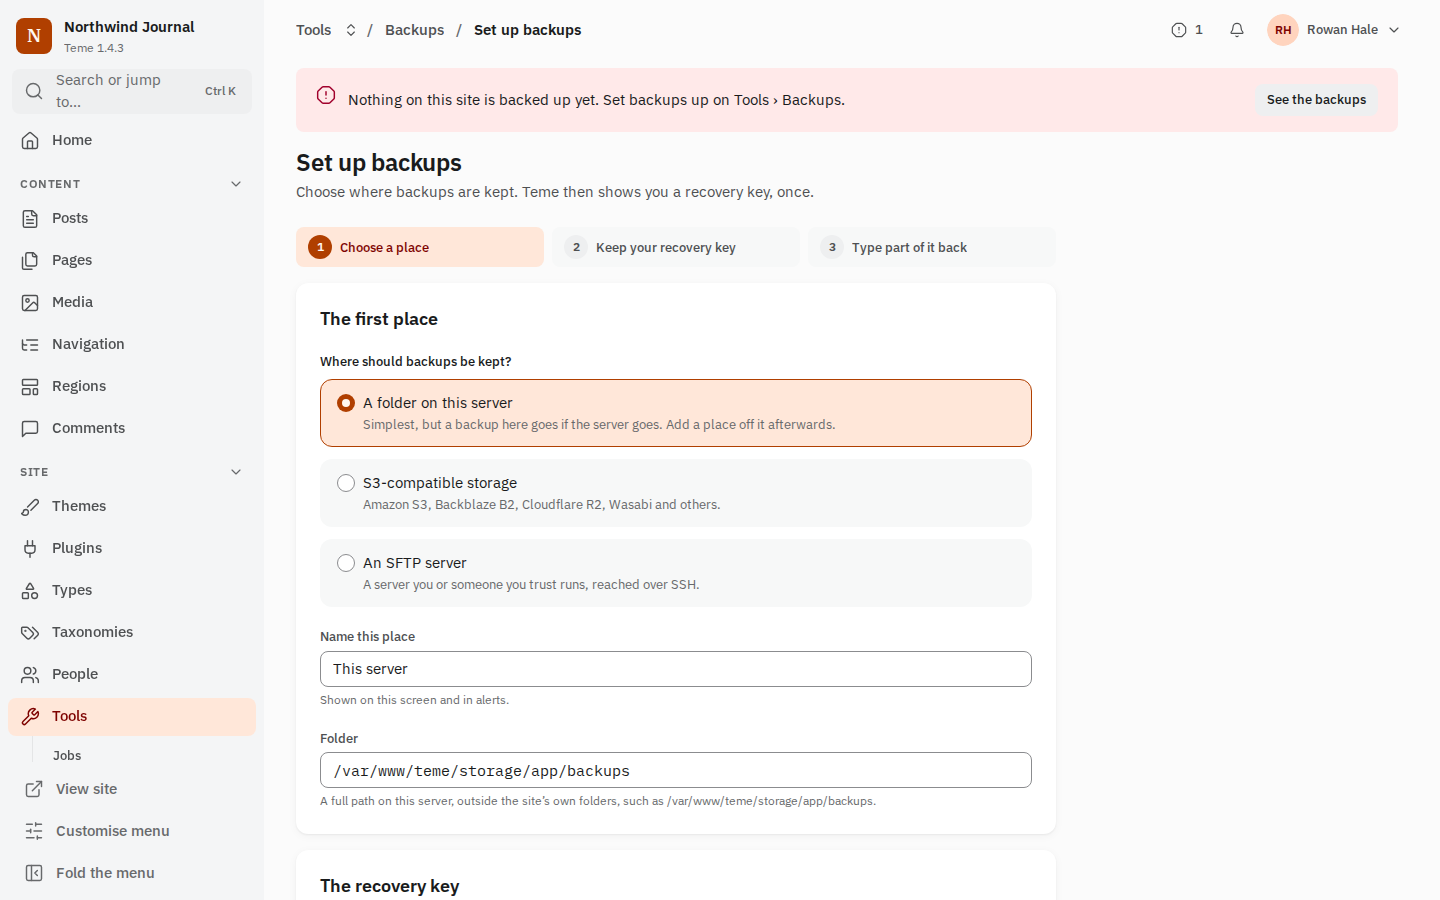 N
Northwind Journal
Teme 1.4.3
Search or jump
to...
Ctrl K
Home
CONTENT
Posts
Pages
Media
Navigation
Regions
Comments
SITE
Themes
Plugins
Types
Taxonomies
People
Tools
Jobs
View site
Customise menu
Fold the menu
Tools / Backups / Set up backups
1
RH
Rowan Hale
Nothing on this site is backed up yet. Set backups up on Tools › Backups.
See the backups
Set up backups
Choose where backups are kept. Teme then shows you a recovery key, once.
1 Choose a place
2 Keep your recovery key
3 Type part of it back
The first place
Where should backups be kept?
A folder on this server
Simplest, but a backup here goes if the server goes. Add a place off it afterwards.
S3-compatible storage
Amazon S3, Backblaze B2, Cloudflare R2, Wasabi and others.
An SFTP server
A server you or someone you trust runs, reached over SSH.
Name this place
This server
Shown on this screen and in alerts.
Folder
/var/www/teme/storage/app/backups
A full path on this server, outside the site’s own folders, such as /var/www/teme/storage/app/backups.
The recovery key